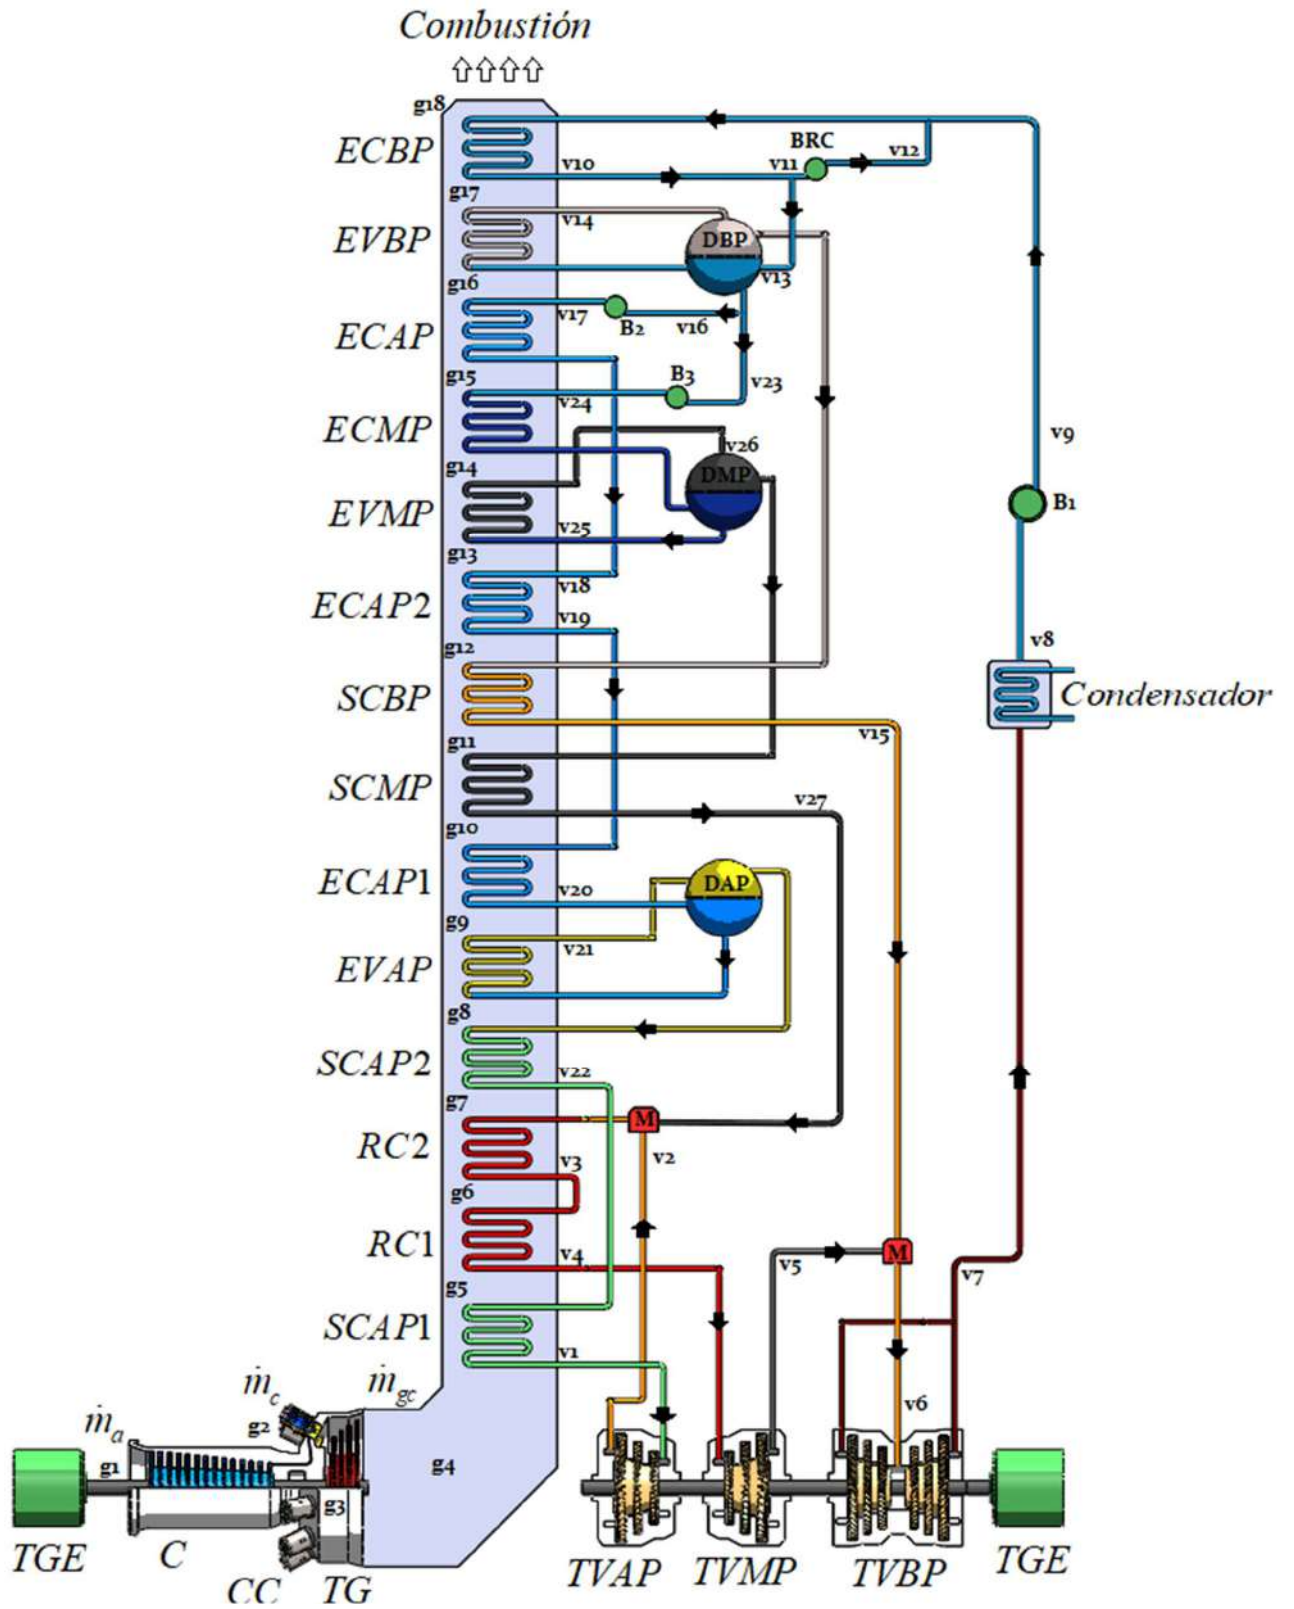 Combustión
g18
BRC
ECBP
v10
v11
v12
g17
v14
EVBP
DBP
v13
g16
v17
B2
v16
ECAP
g15
B3
v23
v24
ECMP
v26
v9
g14
DMP
EVMP
B1
v25
g13
v18
ECAP2
v19
g12
v8
SCBP
Condensador
v15
g11
SCMP
v27
g10
ECAP1
v20
DAP
g9
v21
EVAP
g8
SCAP2
v22
g7
M
RC2
v3
v2
g6
RC1
v4
v5
M
v7
g5
SCAP1
v1
ṁc
ṁgc
v6
ṁa
g2
g1
g4
g3
TGE
C
CC
TG
TVAP
TVMP
TVBP
TGE